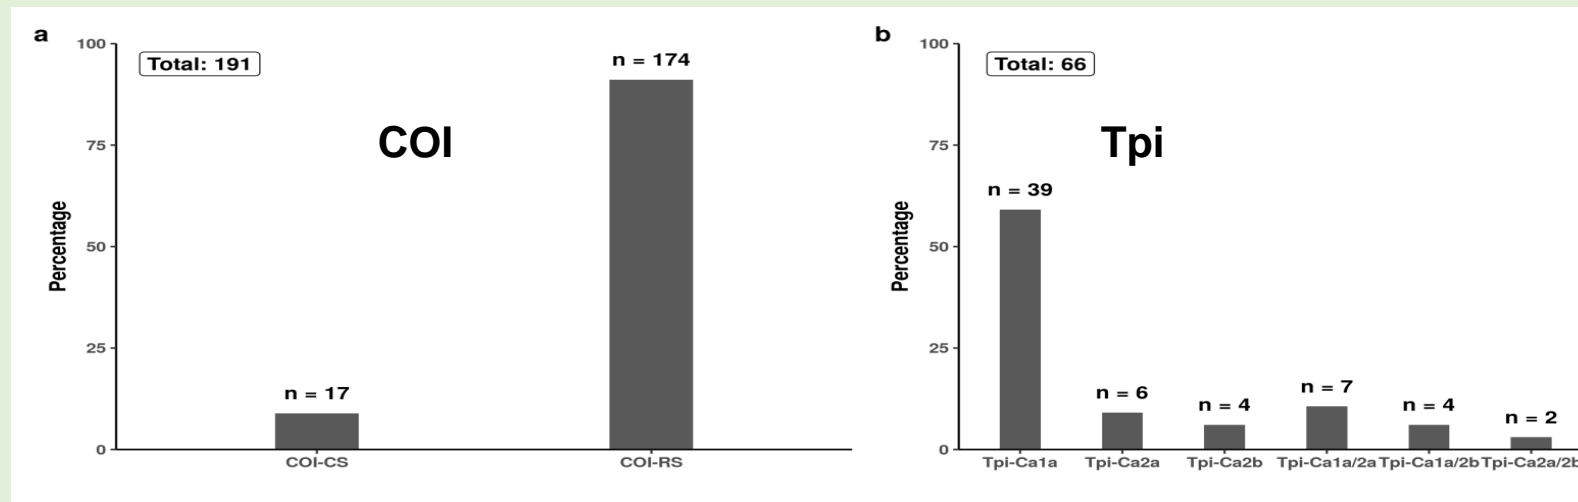 a
Total: 191
COI
Percentage
100
75
50
25
0
n = 17
n = 174
COI-CS
COI-RS
b
Total: 66
Tpi
Percentage
100
75
50
25
0
n = 39
n = 6
n = 4
n = 7
n = 4
n = 2
Tpi-Ca1a
Tpi-Ca2a
Tpi-Ca2b
Tpi-Ca1a/2a
Tpi-Ca1a/2b
Tpi-Ca2a/2b